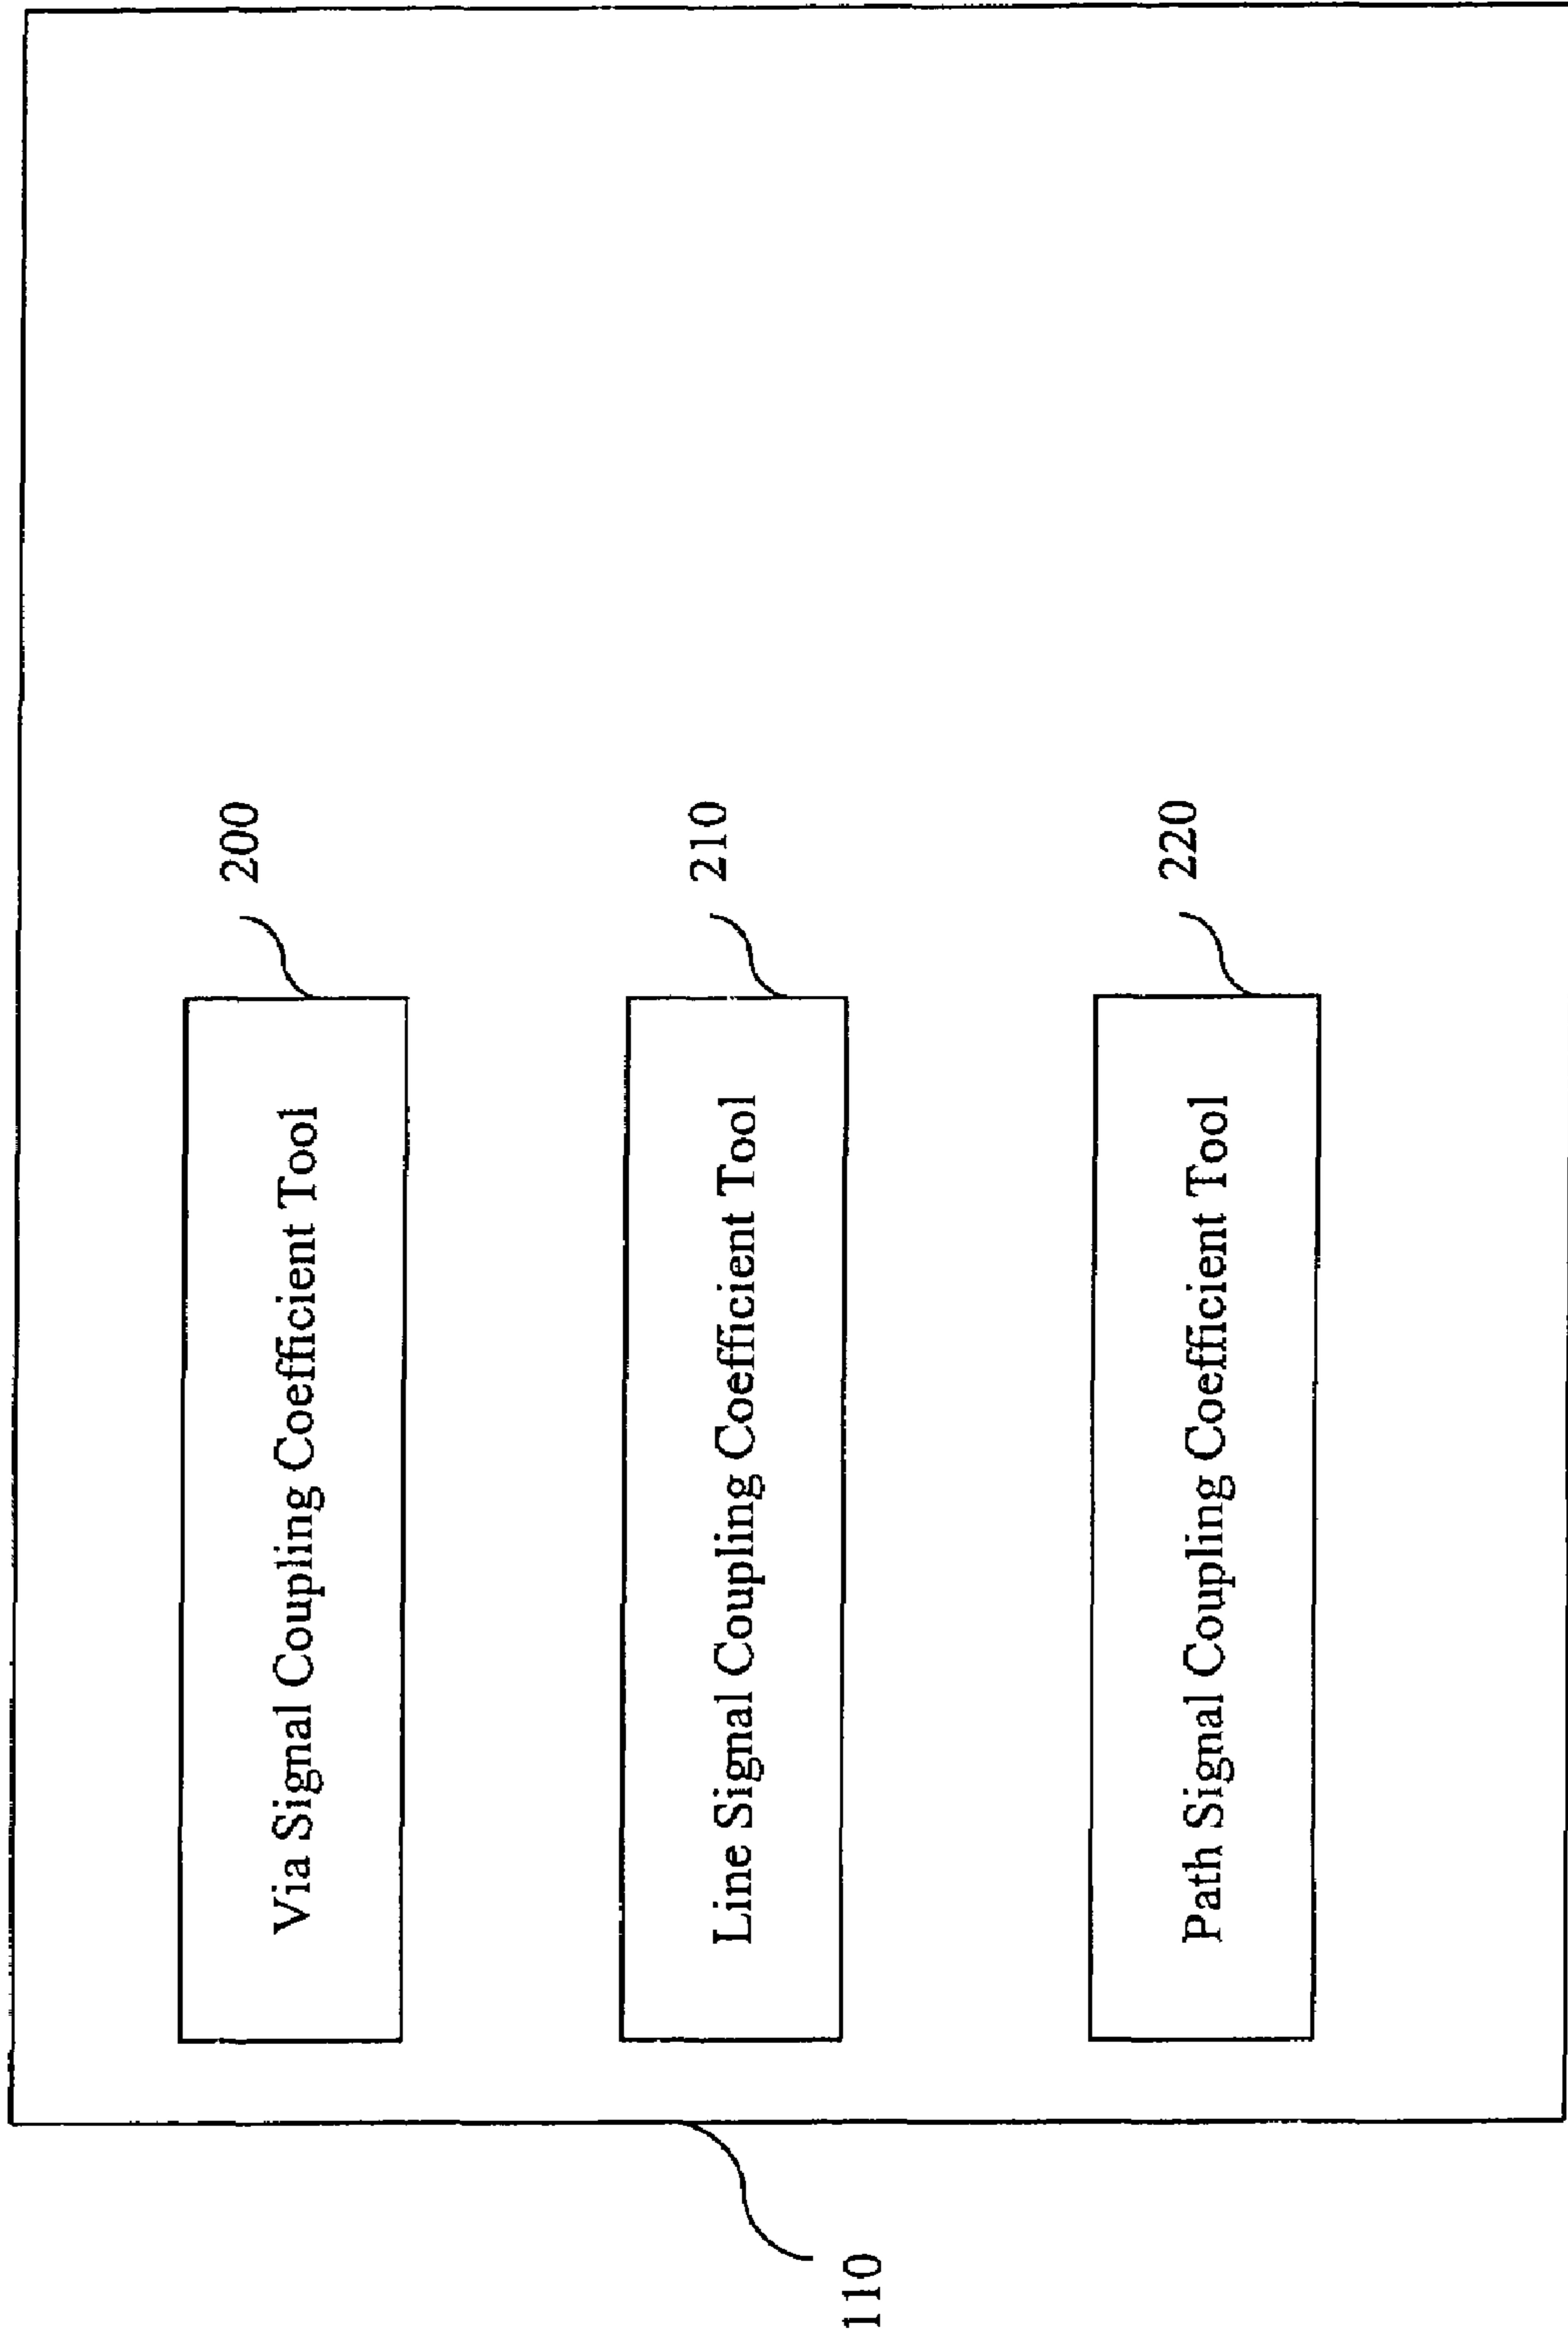 Via Signal Coupling Coefficient Tool
200
Line Signal Coupling Coefficient Tool
210
Path Signal Coupling Coefficient Tool
220
110